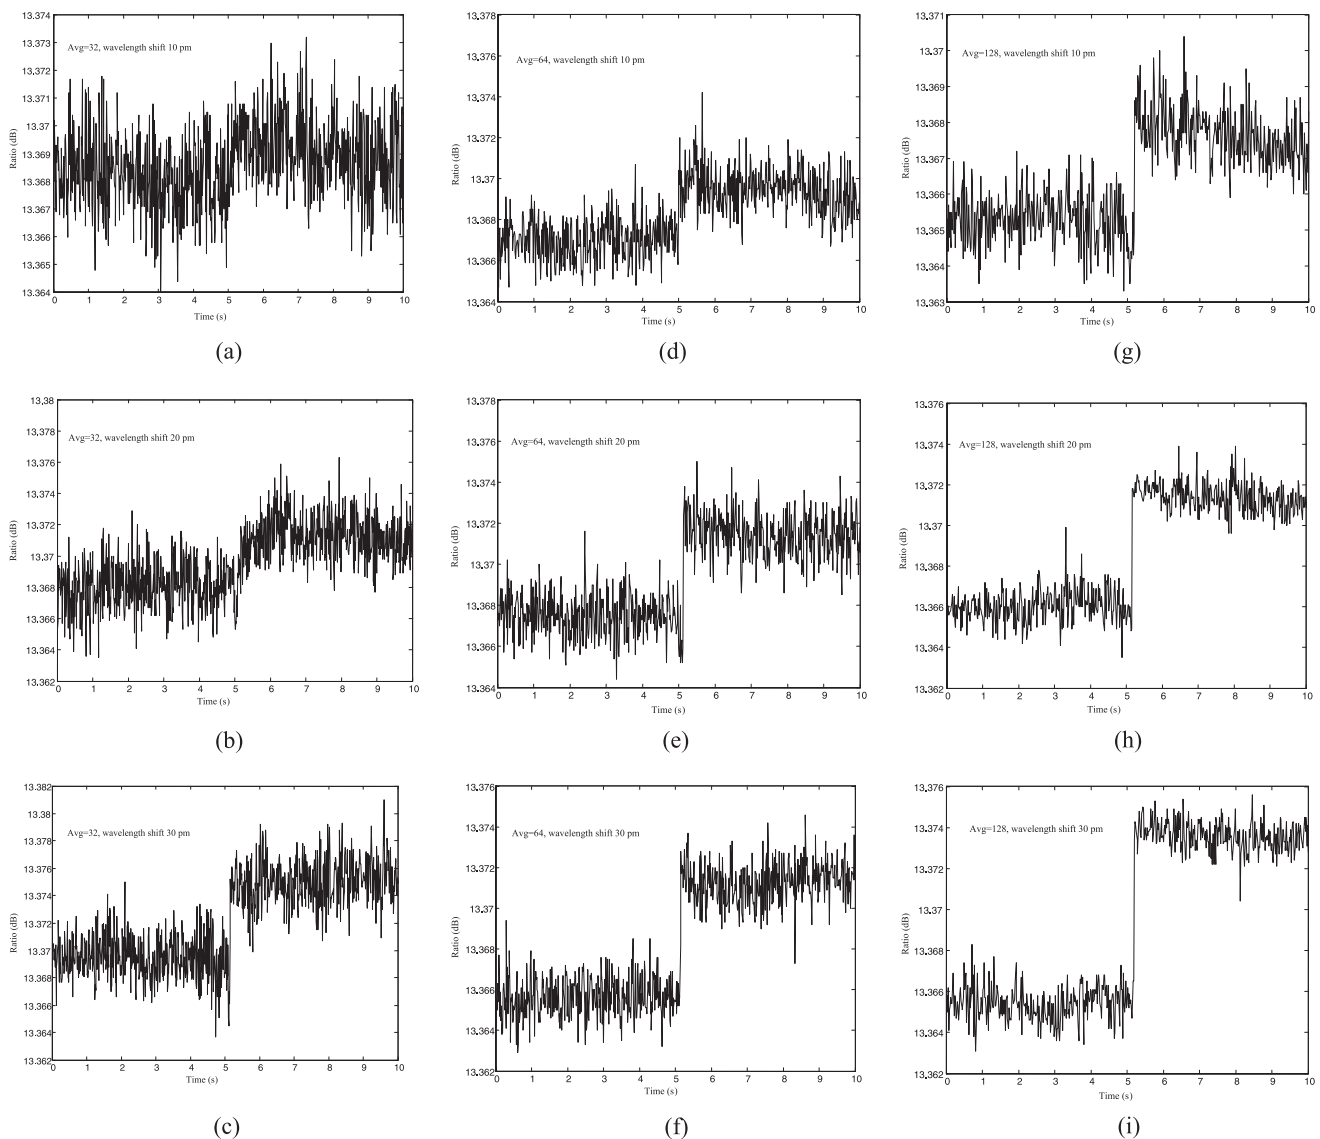 13.374
13.373
13.372
13.371
13.37
13.369
13.368
13.367
13.366
13.365
13.364
Ratio (dB)
Avg=32, wavelength shift 10 pm
0 1 2 3 4 5 6 7 8 9 10
Time (s)
(a)
13.378
13.376
13.374
13.372
13.37
13.368
13.366
13.364
Ratio (dB)
Avg=64, wavelength shift 10 pm
0 1 2 3 4 5 6 7 8 9 10
Time (s)
(d)
13.371
13.37
13.369
13.368
13.367
13.366
13.365
13.364
13.363
Ratio (dB)
Avg=128, wavelength shift 10 pm
0 1 2 3 4 5 6 7 8 9 10
Time (s)
(g)
13.38
13.378
13.376
13.374
13.372
13.37
13.368
13.366
13.364
13.362
Ratio (dB)
Avg=32, wavelength shift 20 pm
0 1 2 3 4 5 6 7 8 9 10
Time (s)
(b)
13.378
13.376
13.374
13.372
13.37
13.368
13.366
13.364
Ratio (dB)
Avg=64, wavelength shift 20 pm
0 1 2 3 4 5 6 7 8 9 10
Time (s)
(e)
13.376
13.374
13.372
13.37
13.368
13.366
13.364
13.362
Ratio (dB)
Avg=128, wavelength shift 20 pm
0 1 2 3 4 5 6 7 8 9 10
Time (s)
(h)
13.382
13.38
13.378
13.376
13.374
13.372
13.37
13.368
13.366
13.364
13.362
Ratio (dB)
Avg=32, wavelength shift 30 pm
0 1 2 3 4 5 6 7 8 9 10
Time (s)
(c)
13.376
13.374
13.372
13.37
13.368
13.366
13.364
13.362
Ratio (dB)
Avg=64, wavelength shift 30 pm
0 1 2 3 4 5 6 7 8 9 10
Time (s)
(f)
13.376
13.374
13.372
13.37
13.368
13.366
13.364
13.362
Ratio (dB)
Avg=128, wavelength shift 30 pm
0 1 2 3 4 5 6 7 8 9 10
Time (s)
(i)